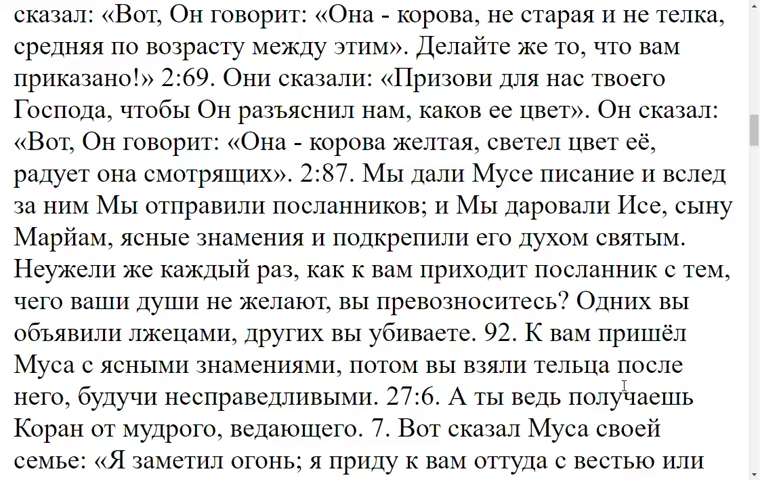 сказал: «Вот, Он говорит: «Она - корова, не старая и не телка,
средняя по возрасту между этим». Делайте же то, что вам
приказано!» 2:69. Они сказали: «Призови для нас твоего
Господа, чтобы Он разъяснил нам, каков ее цвет». Он сказал:
«Вот, Он говорит: «Она - корова желтая, светел цвет её,
радует она смотрящих». 2:87. Мы дали Мусе писание и вслед
за ним Мы отправили посланников; и Мы даровали Исе, сыну
Марйам, ясные знамения и подкрепили его духом святым.
Неужели же каждый раз, как к вам приходит посланник с тем,
чего ваши души не желают, вы превозноситесь? Одних вы
объявили лжецами, других вы убиваете. 92. К вам пришёл
Муса с ясными знамениями, потом вы взяли тельца после
него, будучи несправедливыми. 27:6. А ты ведь получаешь
Коран от мудрого, ведающего. 7. Вот сказал Муса своей
семье: «Я заметил огонь; я приду к вам оттуда с вестью или